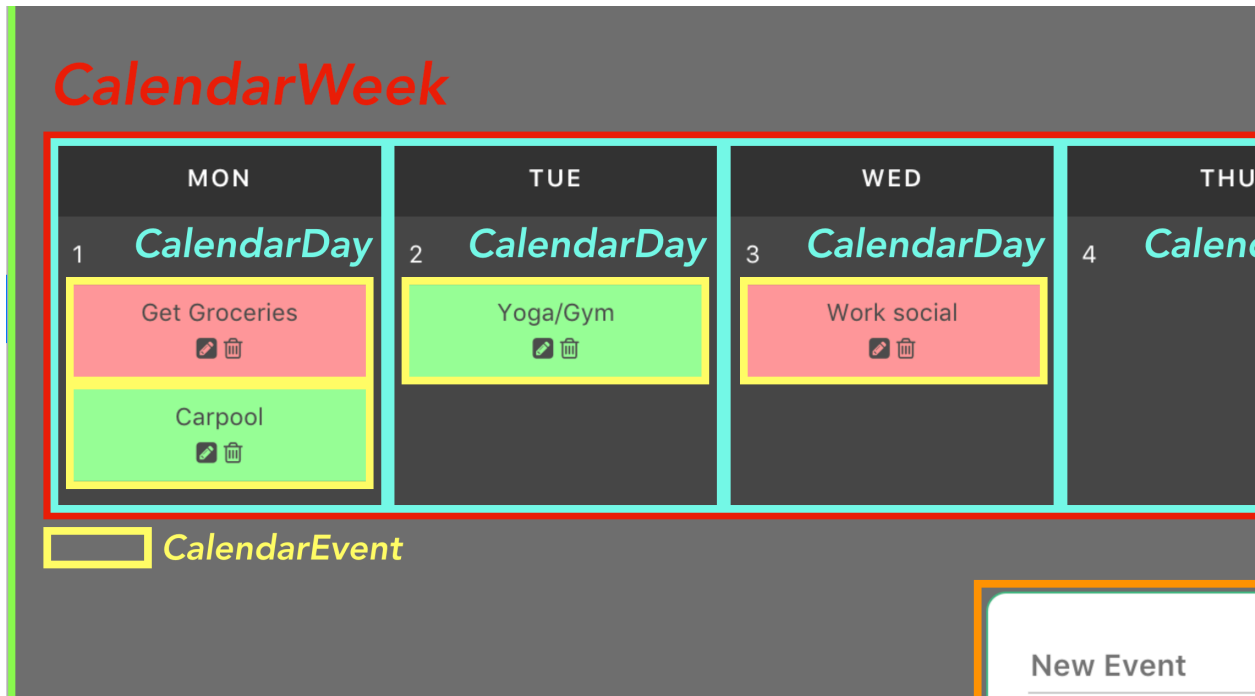 CalendarWeek
MON TUE WED THU
1 CalendarDay 2 CalendarDay 3 CalendarDay 4
Get Groceries Yoga/Gym Work social
Carpool
CalendarEvent
New Event